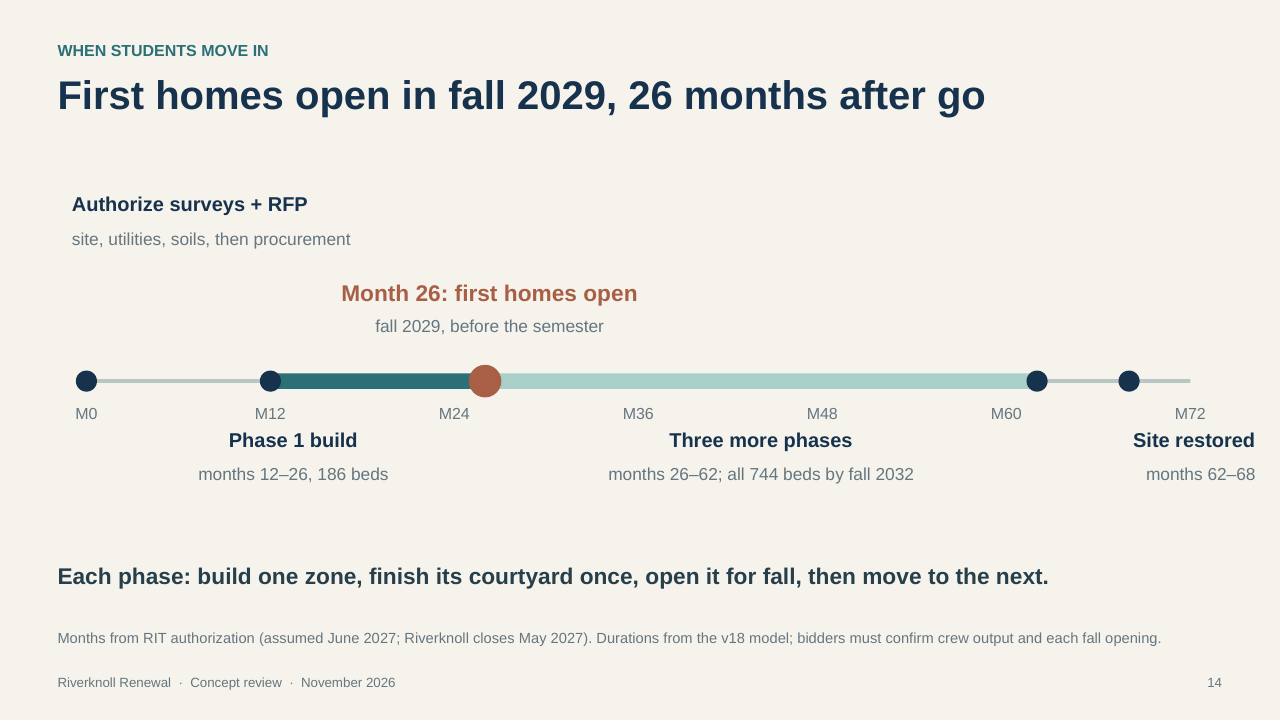 WHEN STUDENTS MOVE IN
First homes open in fall 2029, 26 months after go
Authorize surveys + RFP
site, utilities, soils, then procurement
Month 26: first homes open
fall 2029, before the semester
M0 M12 M24 M36 M48 M60 M72
Phase 1 build
months 12–26, 186 beds
Three more phases
months 26–62; all 744 beds by fall 2032
Site restored
months 62–68
Each phase: build one zone, finish its courtyard once, open it for fall, then move to the next.
Months from RIT authorization (assumed June 2027; Riverknoll closes May 2027). Durations from the v18 model; bidders must confirm crew output and each fall opening.
Riverknoll Renewal · Concept review · November 2026
14